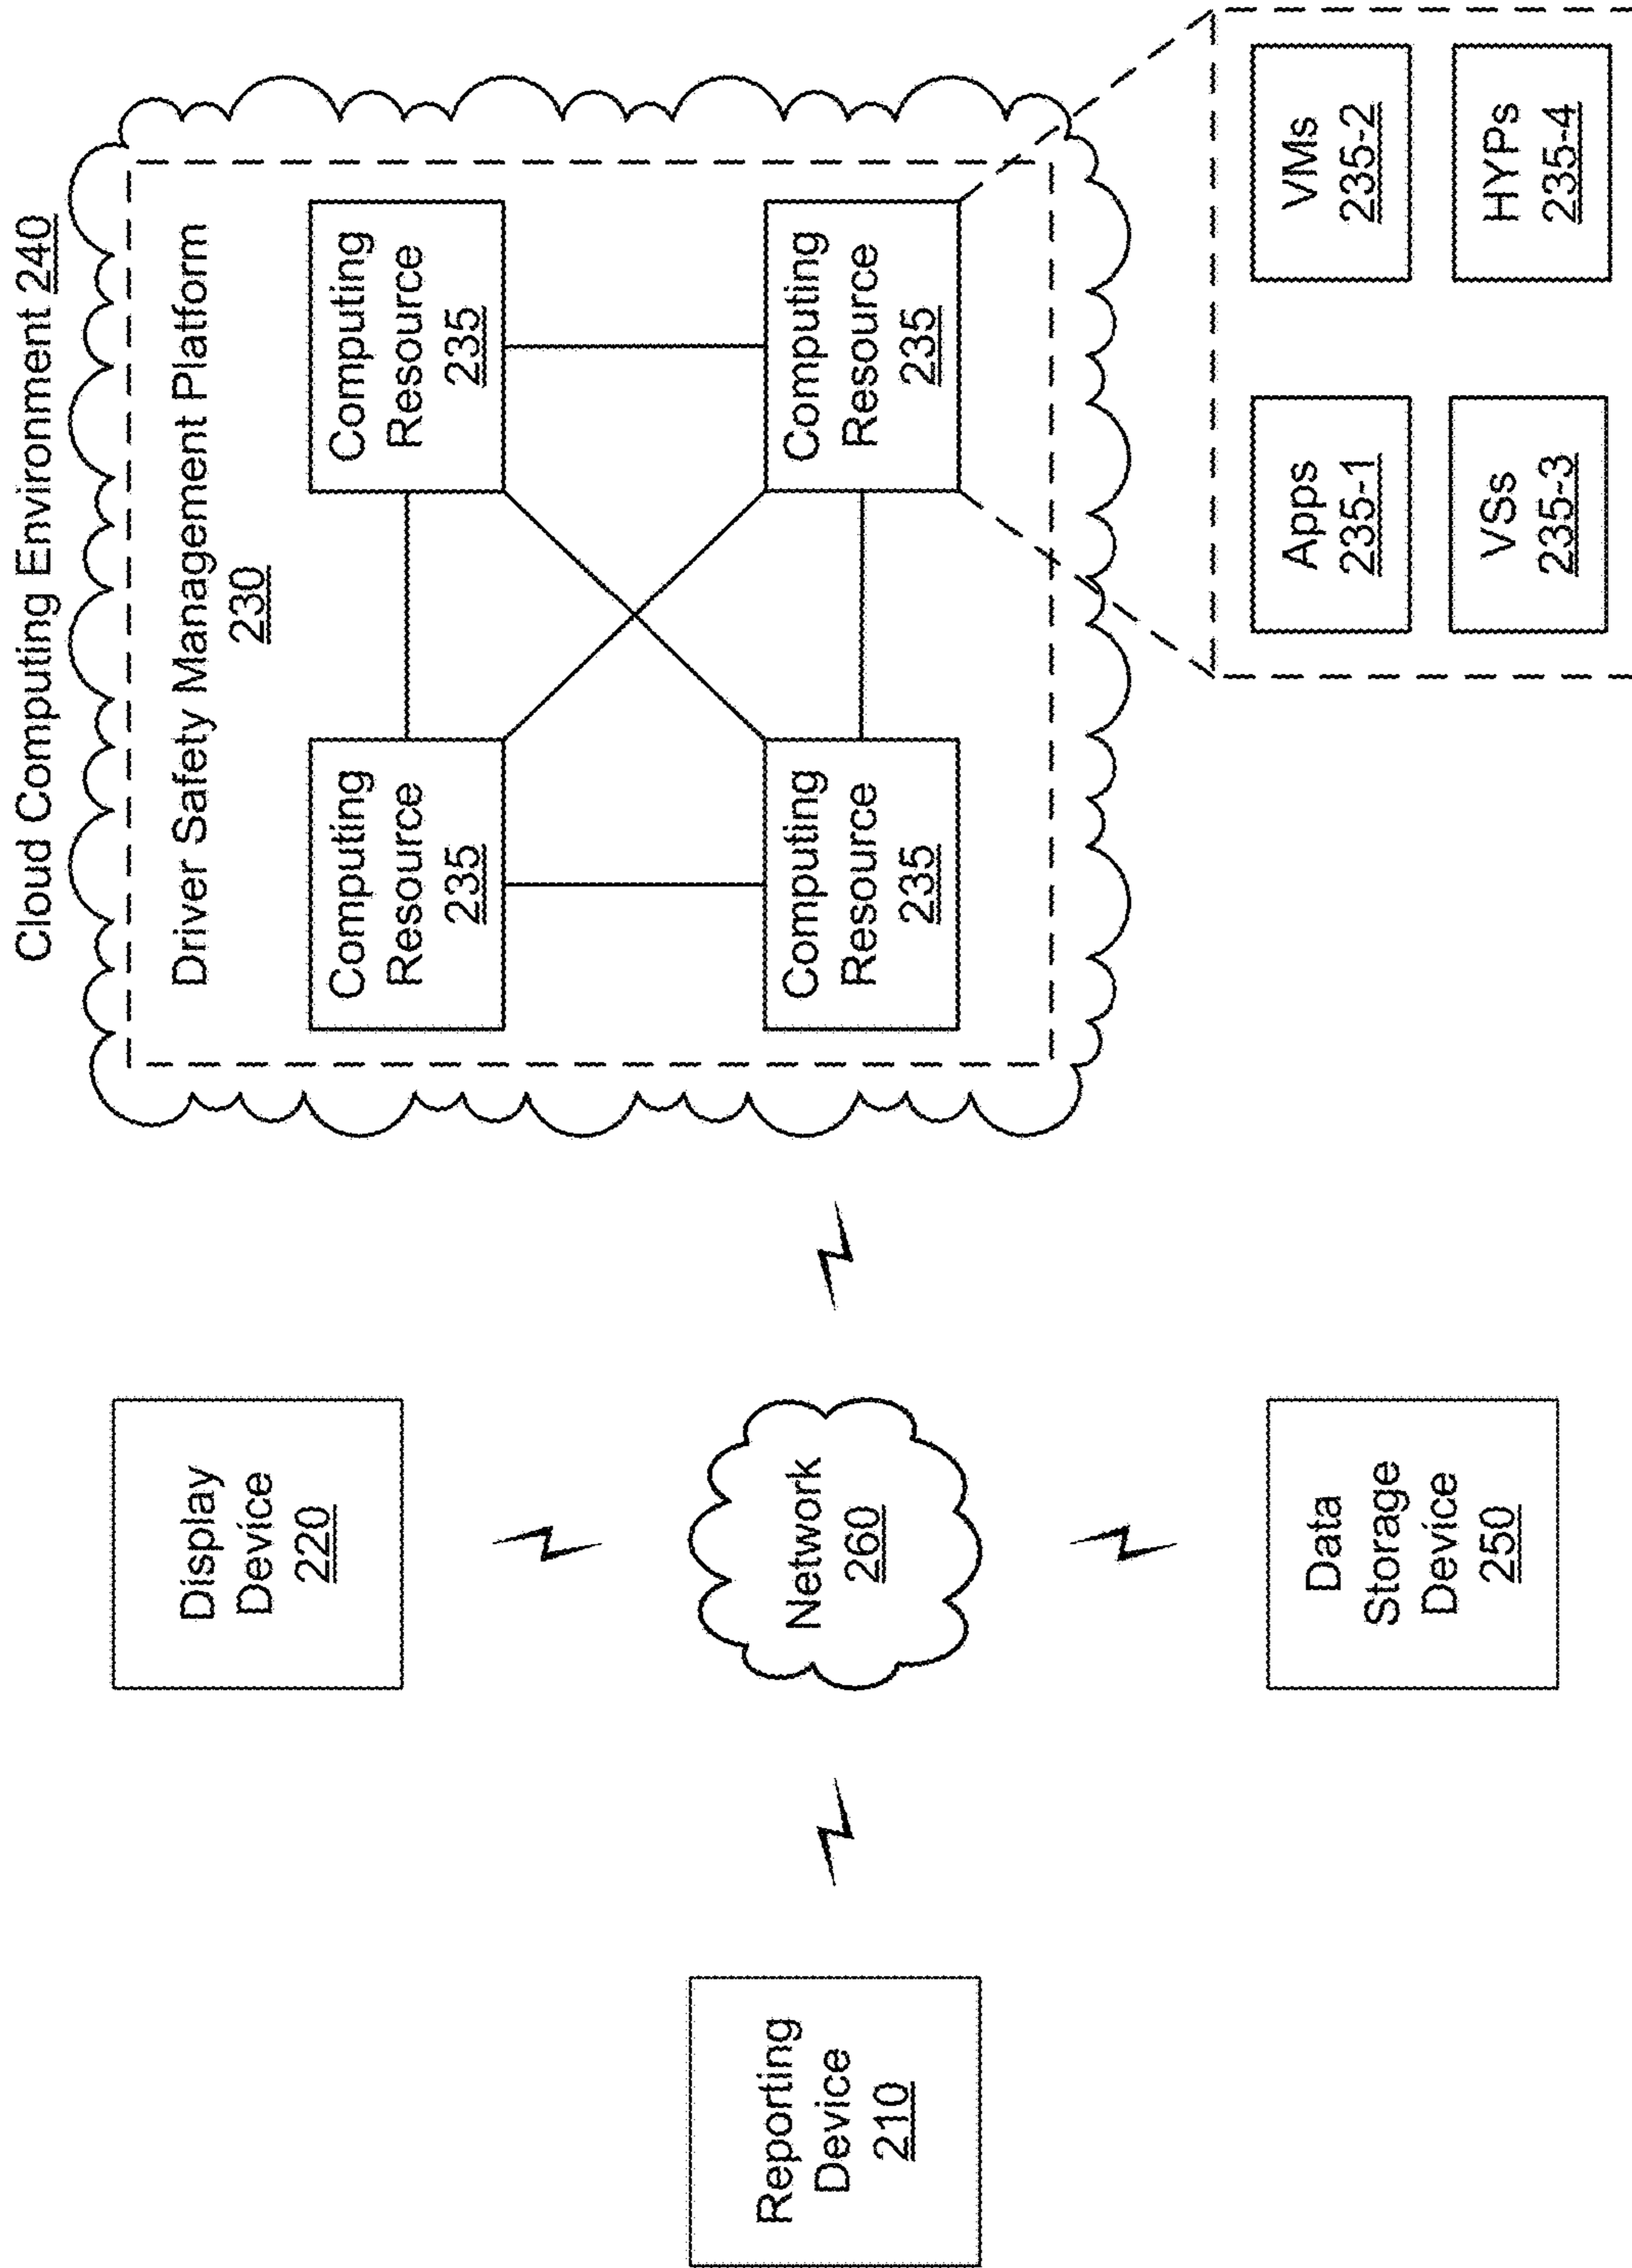 Cloud Computing Environment 240
Driver Safety Management Platform
230
Computing
Resource
235
Computing
Resource
235
Computing
Resource
235
Computing
Resource
235
Display
Device
220
Reporting
Device
210
Network
260
Data
Storage
Device
250
Apps
235-1
VMs
235-2
VSs
235-3
HYPs
235-4